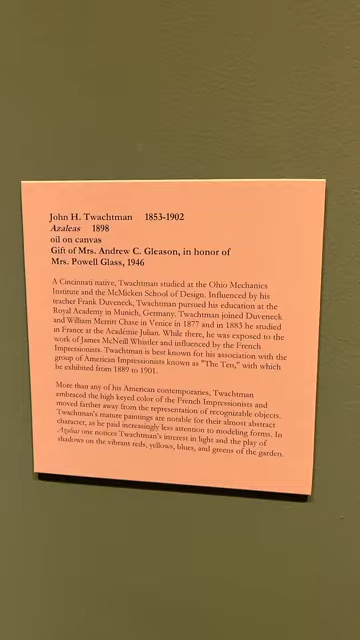 John H. Twachtman 1853-1902
Azaleas 1898
oil on canvas
Gift of Mrs. Andrew C. Gleason, in honor of
Mrs. Powell Glass, 1946
A Cincinnati native, Twachtman studied at the Ohio Mechanics
Institute and the McMicken School of Design. Influenced by his
teacher Frank Duveneck, Twachtman pursued his education at the
Royal Academy in Munich, Germany. Twachtman joined Duveneck
and William Merritt Chase in Venice in 1877 and in 1883 he studied
in France at the Académie Julian. While there, he was exposed to the
work of James McNeill Whistler and influenced by the French
Impressionists. Twachtman is best known for his association with the
group of American Impressionists known as "The Ten," with which
he exhibited from 1889 to 1901.
More than any of his American contemporaries, Twachtman
embraced the high keyed color of the French Impressionists and
moved farther away from the representation of recognizable objects.
Twachtman's mature paintings are notable for their almost abstract
character, as he paid increasingly less attention to modeling forms. In
one notices Twachtman's interest in light and the play of
shadows on the vibrant reds, yellows, blues, and greens of the garden.